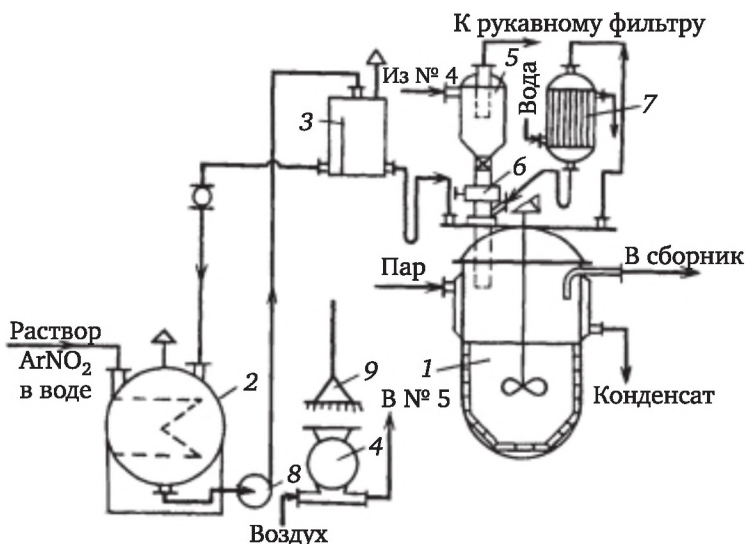 К рукавному фильтру
Из № 4
5
Вода
7
3
6
Пар
В сборник
Раствор
ArNO₂
в воде
2
9
В № 5
1
Конденсат
4
8
Воздух